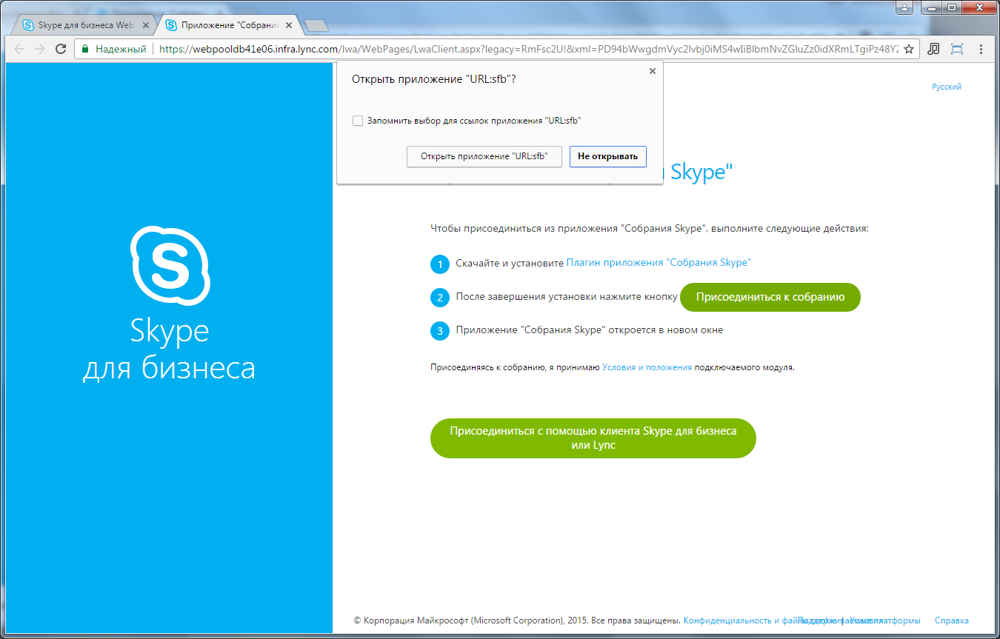 Skype для бизнеса Web
Приложение "Собрания
Надежный
https://webpooldb41e06.infra.lync.com/lwa/WebPages/LwaClient.aspx?legacy=RmFsc2U!&xml=PD94bWwgdmVyc2lvbj0iMS4wIiBlbmNvZGluZz0idXRmLTgiPz48Y2
Открыть приложение "URL:sfb"?
Запомнить выбор для ссылок приложения "URL:sfb"
Открыть приложение "URL:sfb"
Не открывать
Русский
Skype"
Чтобы присоединиться из приложения "Собрания Skype", выполните следующие действия:
1 Скачайте и установите Плагин приложения "Собрания Skype"
2 После завершения установки нажмите кнопку Присоединиться к собранию
3 Приложение "Собрания Skype" откроется в новом окне
Присоединяясь к собранию, я принимаю Условия и положения подключаемого модуля.
Skype
для бизнеса
Присоединиться с помощью клиента Skype для бизнеса
или Lync
© Корпорация Майкрософт (Microsoft Corporation), 2015. Все права защищены. Конфиденциальность и платформы Справка